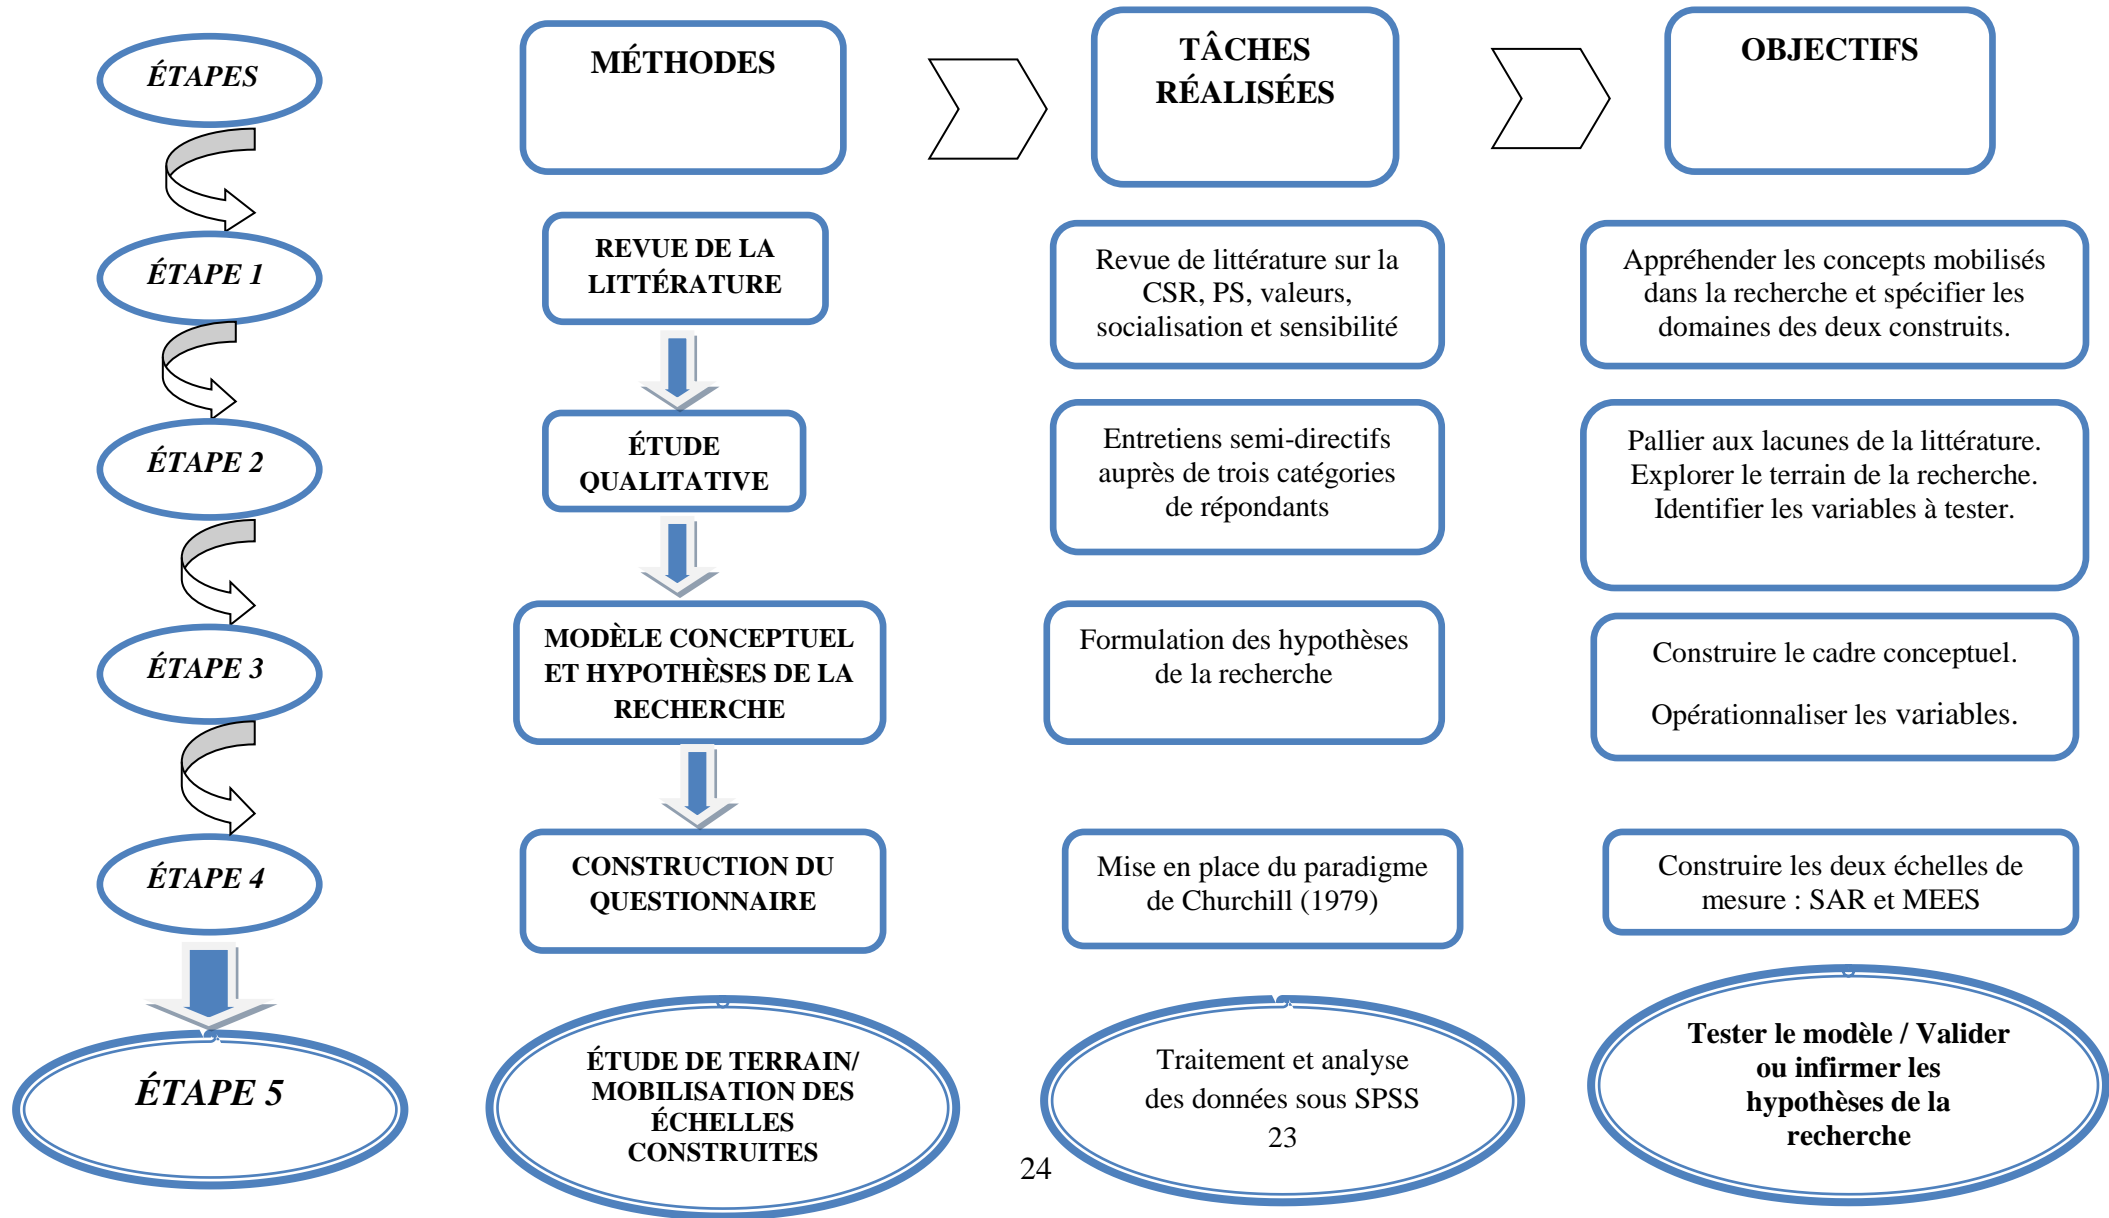 ÉTAPES
MÉTHODES
TÂCHES
RÉALISÉES
OBJECTIFS
ÉTAPE 1
REVUE DE LA
LITTÉRATURE
Revue de littérature sur la
CSR, PS, valeurs,
socialisation et sensibilité
Appréhender les concepts mobilisés
dans la recherche et spécifier les
domaines des deux construits.
ÉTAPE 2
ÉTUDE
QUALITATIVE
Entretiens semi-directifs
auprès de trois catégories
de répondants
Pallier aux lacunes de la littérature.
Explorer le terrain de la recherche.
Identifier les variables à tester.
ÉTAPE 3
MODÈLE CONCEPTUEL
ET HYPOTHÈSES DE LA
RECHERCHE
Formulation des hypothèses
de la recherche
Construire le cadre conceptuel.
Opérationnaliser les variables.
ÉTAPE 4
CONSTRUCTION DU
QUESTIONNAIRE
Mise en place du paradigme
de Churchill (1979)
Construire les deux échelles de
mesure : SAR et MEES
ÉTAPE 5
ÉTUDE DE TERRAIN/
MOBILISATION DES
ÉCHELLES
CONSTRUITES
Traitement et analyse
des données sous SPSS
23
Tester le modèle / Valider
ou infirmer les
hypothèses de la
recherche
24